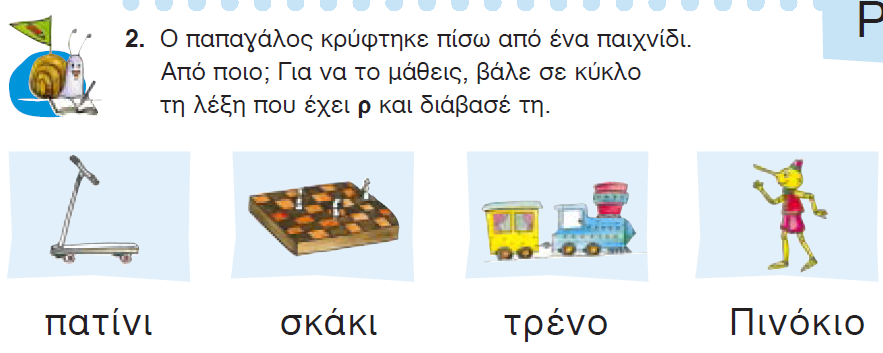 Ρ
2. Ο παπαγάλος κρύφτηκε πίσω από ένα παιχνίδι.
Από ποιο; Για να το μάθεις, βάλε σε κύκλο
τη λέξη που έχει ρ και διάβασέ τη.
πατίνι σκάκι τρένο Πινόκιο